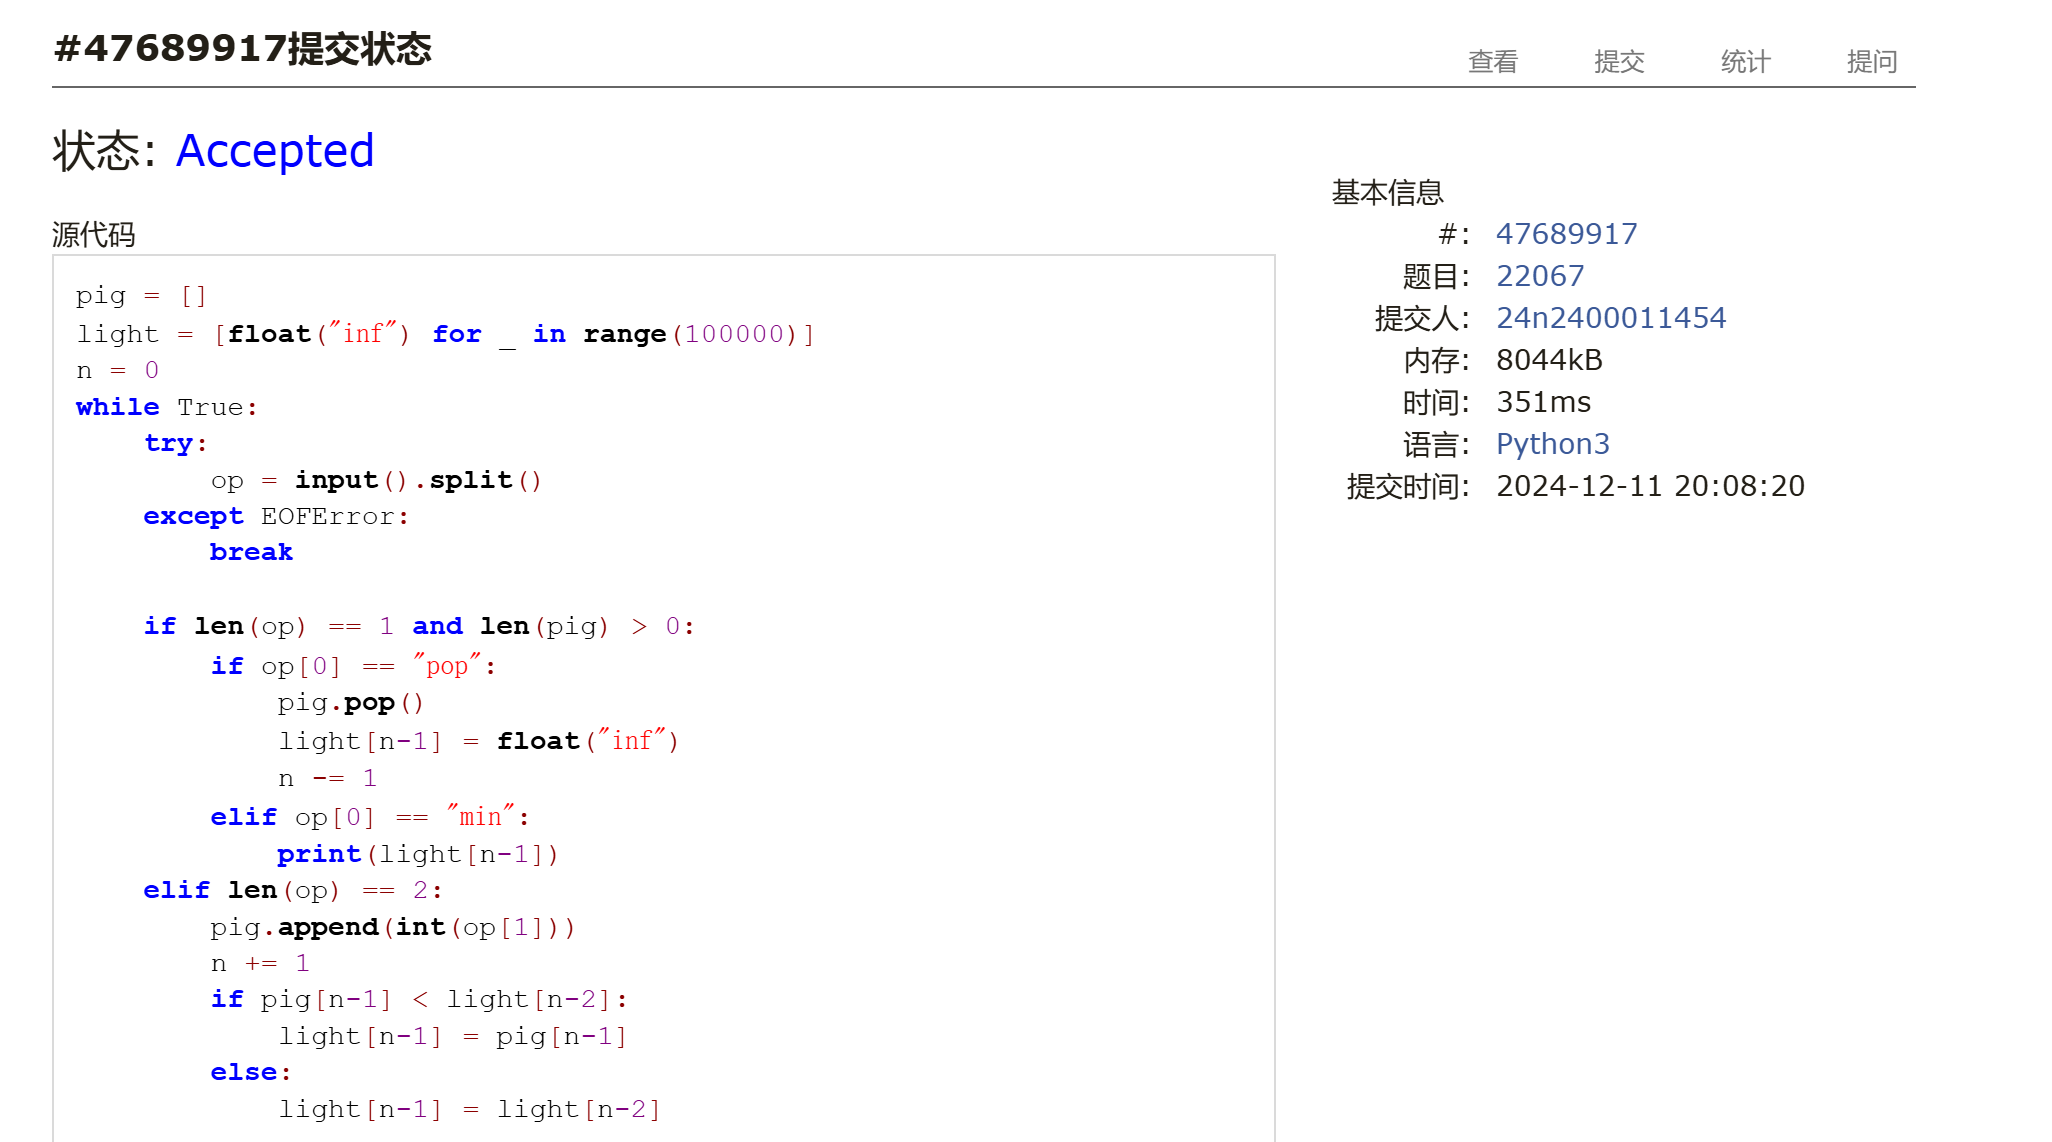 #47689917提交状态
查看 提交 统计 提问
状态: Accepted
源代码
pig = []
light = [float("inf") for _ in range(100000)]
n = 0
while True:
    try:
        op = input().split()
    except EOFError:
        break
    if len(op) == 1 and len(pig) > 0:
        if op[0] == "pop":
            pig.pop()
            light[n-1] = float("inf")
            n -= 1
        elif op[0] == "min":
            print(light[n-1])
    elif len(op) == 2:
        pig.append(int(op[1]))
        n += 1
        if pig[n-1] < light[n-2]:
            light[n-1] = pig[n-1]
        else:
            light[n-1] = light[n-2]
基本信息
#: 47689917
题目: 22067
提交人: 24n2400011454
内存: 8044kB
时间: 351ms
语言: Python3
提交时间: 2024-12-11 20:08:20